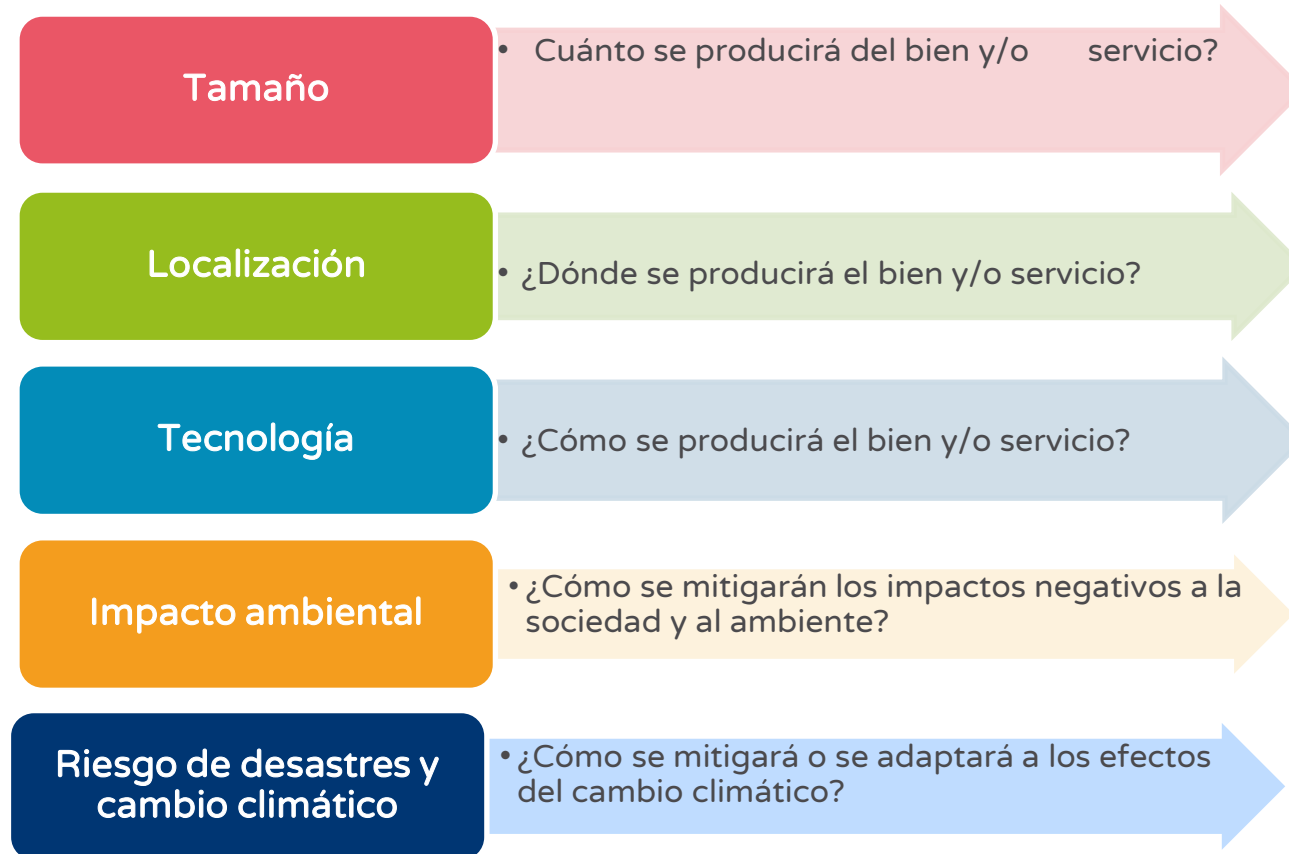 Tamaño
• Cuánto se producirá del bien y/o servicio?
Localización
• ¿Dónde se producirá el bien y/o servicio?
Tecnología
• ¿Cómo se producirá el bien y/o servicio?
Impacto ambiental
• ¿Cómo se mitigarán los impactos negativos a la
sociedad y al ambiente?
Riesgo de desastres y
cambio climático
• ¿Cómo se mitigará o se adaptará a los efectos
del cambio climático?